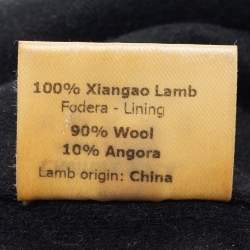 100% Xiangao Lamb
Fodera - Lining
90% Wool
10% Angora
Lamb origin: China